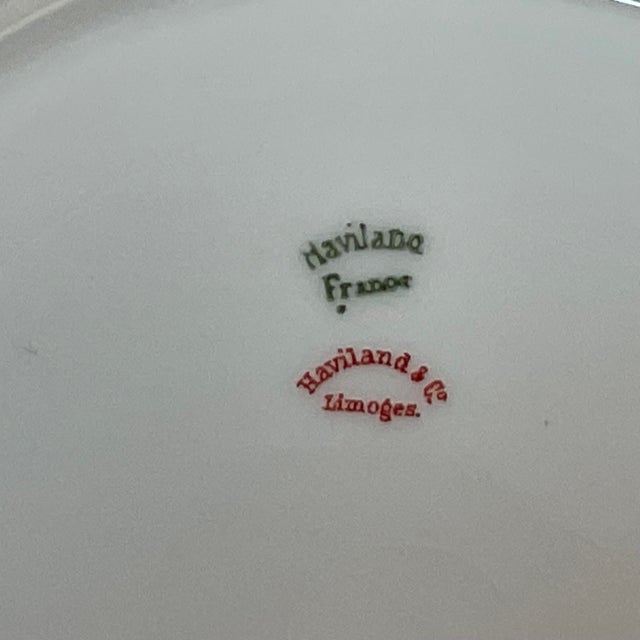 Haviland
France
Haviland & Co
Limoges.